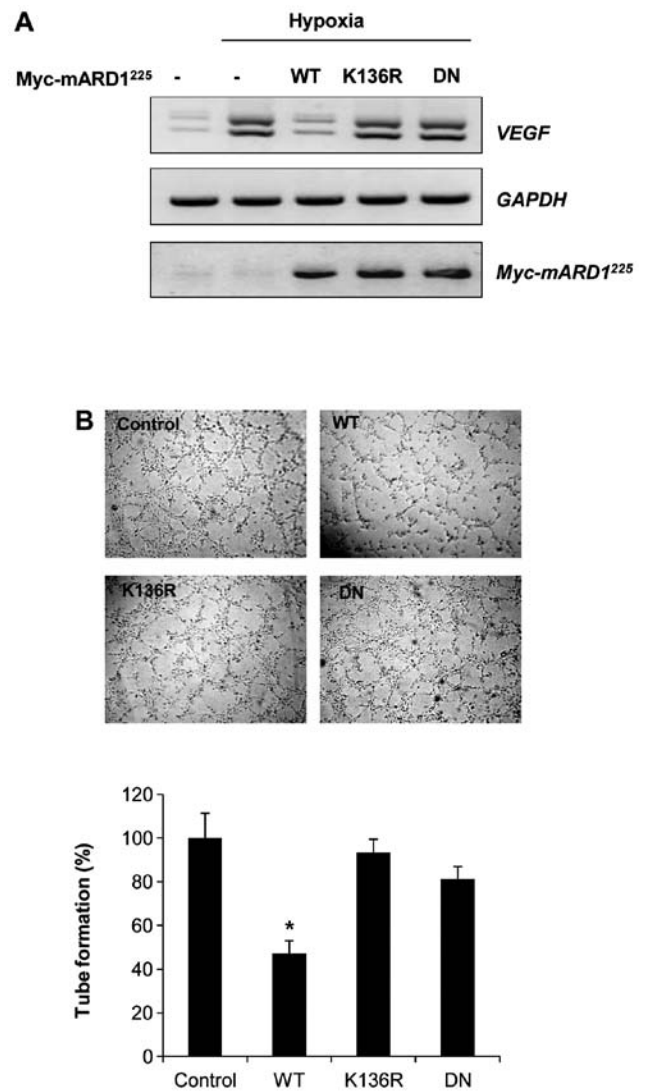 A
Hypoxia
Myc-mARD1²²⁵ - - WT K136R DN
VEGF
GAPDH
Myc-mARD1²²⁵
B
Control WT
K136R DN
120
100
80
60
40
20
0
Tube formation (%)
*
Control WT K136R DN